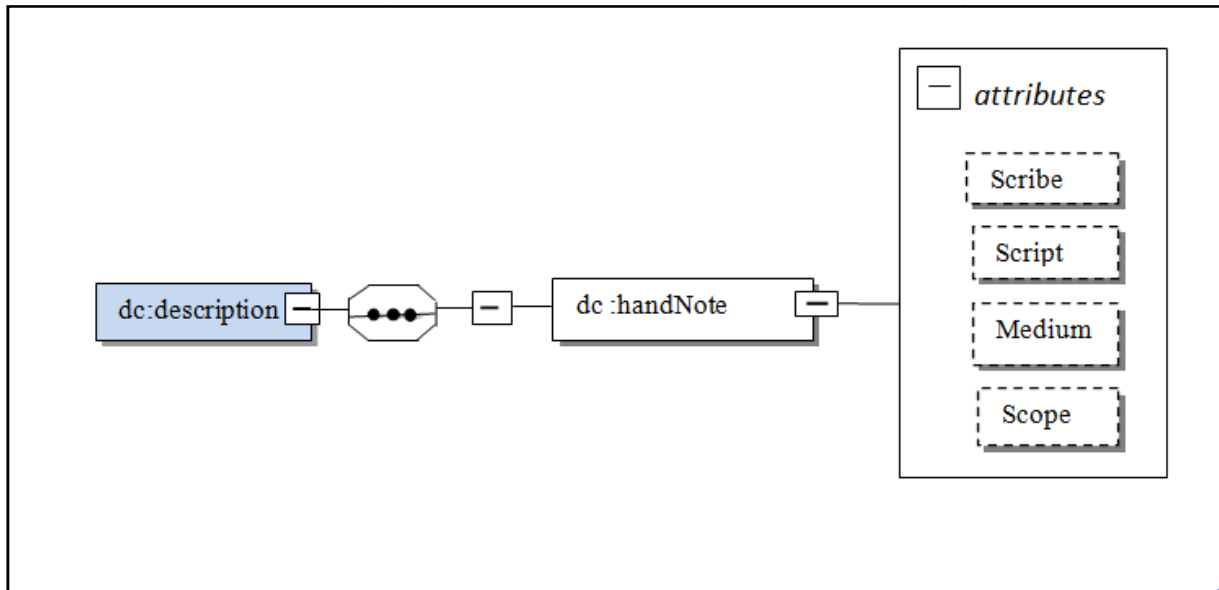 dc:description
dc :handNote
attributes
Scribe
Script
Medium
Scope